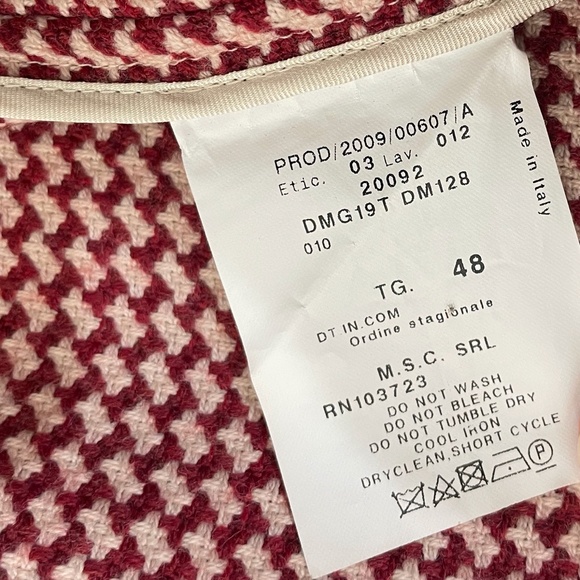 PROD/2009/00607/A
Etic. 03 Lav. 012
20092
DMG19T DM128
010
TG. 48
DT IN.COM
Ordine stagionale
M.S.C. SRL
RN103723
DO NOT WASH
DO NOT BLEACH
DO NOT TUMBLE DRY
COOL IRON
DRYCLEAN,SHORT CYCLE
P
Made in Italy